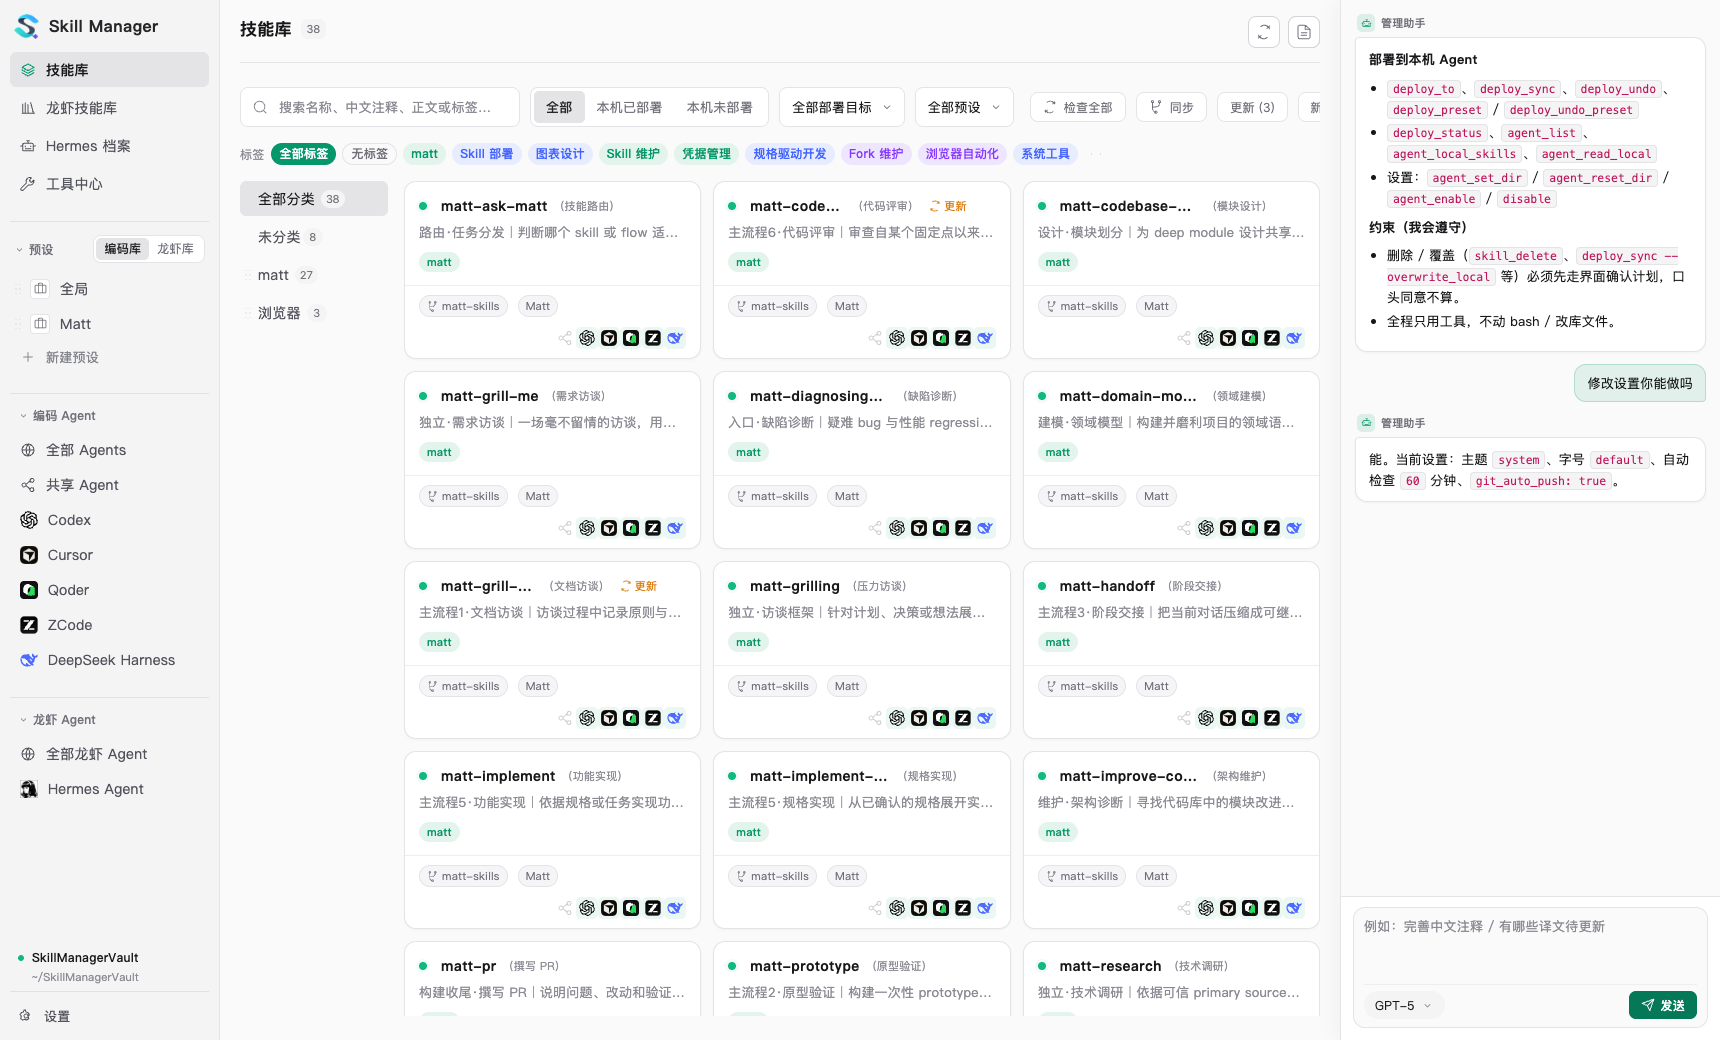 Skill Manager
技能库
龙虾技能库
Hermes 档案
工具中心
预设
编码库
龙虾库
全局
Matt
新建预设
编码 Agent
全部 Agents
共享 Agent
Codex
Cursor
Qoder
ZCode
DeepSeek Harness
龙虾 Agent
全部龙虾 Agent
Hermes Agent
SkillManagerVault
~/SkillManagerVault
设置
技能库 38
搜索名称、中文注释、正文或标签...
全部 本机已部署 本机未部署
全部部署目标
全部预设
检查全部
同步
更新 (3)
标签 全部标签 无标签 matt Skill 部署 图表设计 Skill 维护 凭据管理 规格驱动开发 Fork 维护 浏览器自动化 系统工具
全部分类 38
未分类 8
matt 27
浏览器 3
matt-ask-matt (技能路由)
路由·任务分发 | 判断哪个 skill 或 flow 适...
matt
matt-skills Matt
matt-code... (代码评审) 更新
主流程6·代码评审 | 审查自某个固定点以来...
matt
matt-skills Matt
matt-codebase-... (模块设计)
设计·模块划分 | 为 deep module 设计共享...
matt
matt-skills Matt
matt-grill-me (需求访谈)
独立·需求访谈 | 一场毫不留情的访谈，用...
matt
matt-skills Matt
matt-diagnosing... (缺陷诊断)
入口·缺陷诊断 | 疑难 bug 与性能 regressi...
matt
matt-skills Matt
matt-domain-mo... (领域建模)
建模·领域模型 | 构建并磨利项目的领域语...
matt
matt-skills Matt
matt-grill-... (文档访谈) 更新
主流程1·文档访谈 | 访谈过程中记录原则与...
matt
matt-skills Matt
matt-grilling (压力访谈)
独立·访谈框架 | 针对计划、决策或想法展...
matt
matt-skills Matt
matt-handoff (阶段交接)
主流程3·阶段交接 | 把当前对话压缩成可继...
matt
matt-skills Matt
matt-implement (功能实现)
主流程5·功能实现 | 依据规格或任务实现功...
matt
matt-skills Matt
matt-implement-... (规格实现)
主流程5·规格实现 | 从已确认的规格展开实...
matt
matt-skills Matt
matt-improve-co... (架构维护)
维护·架构诊断 | 寻找代码库中的模块改进...
matt
matt-skills Matt
matt-pr (撰写 PR)
构建收尾·撰写 PR | 说明问题、改动和验证...
matt-prototype (原型验证)
主流程2·原型验证 | 构建一次性 prototype...
matt-research (技术调研)
独立·技术调研 | 依据可信 primary source...
管理助手
部署到本机 Agent
deploy_to、deploy_sync、deploy_undo、
deploy_preset / deploy_undo_preset
deploy_status、agent_list、
agent_local_skills、agent_read_local
设置：agent_set_dir / agent_reset_dir /
agent_enable / disable
约束（我会遵守）
删除 / 覆盖（skill_delete、deploy_sync --
overwrite_local 等）必须先走界面确认计划，口
头同意不算。
全程只用工具，不动 bash / 改库文件。
修改设置你能做吗
管理助手
能。当前设置：主题 system、字号 default、自动
检查 60 分钟、git_auto_push: true。
例如：完善中文注释 / 有哪些译文待更新
GPT-5
发送